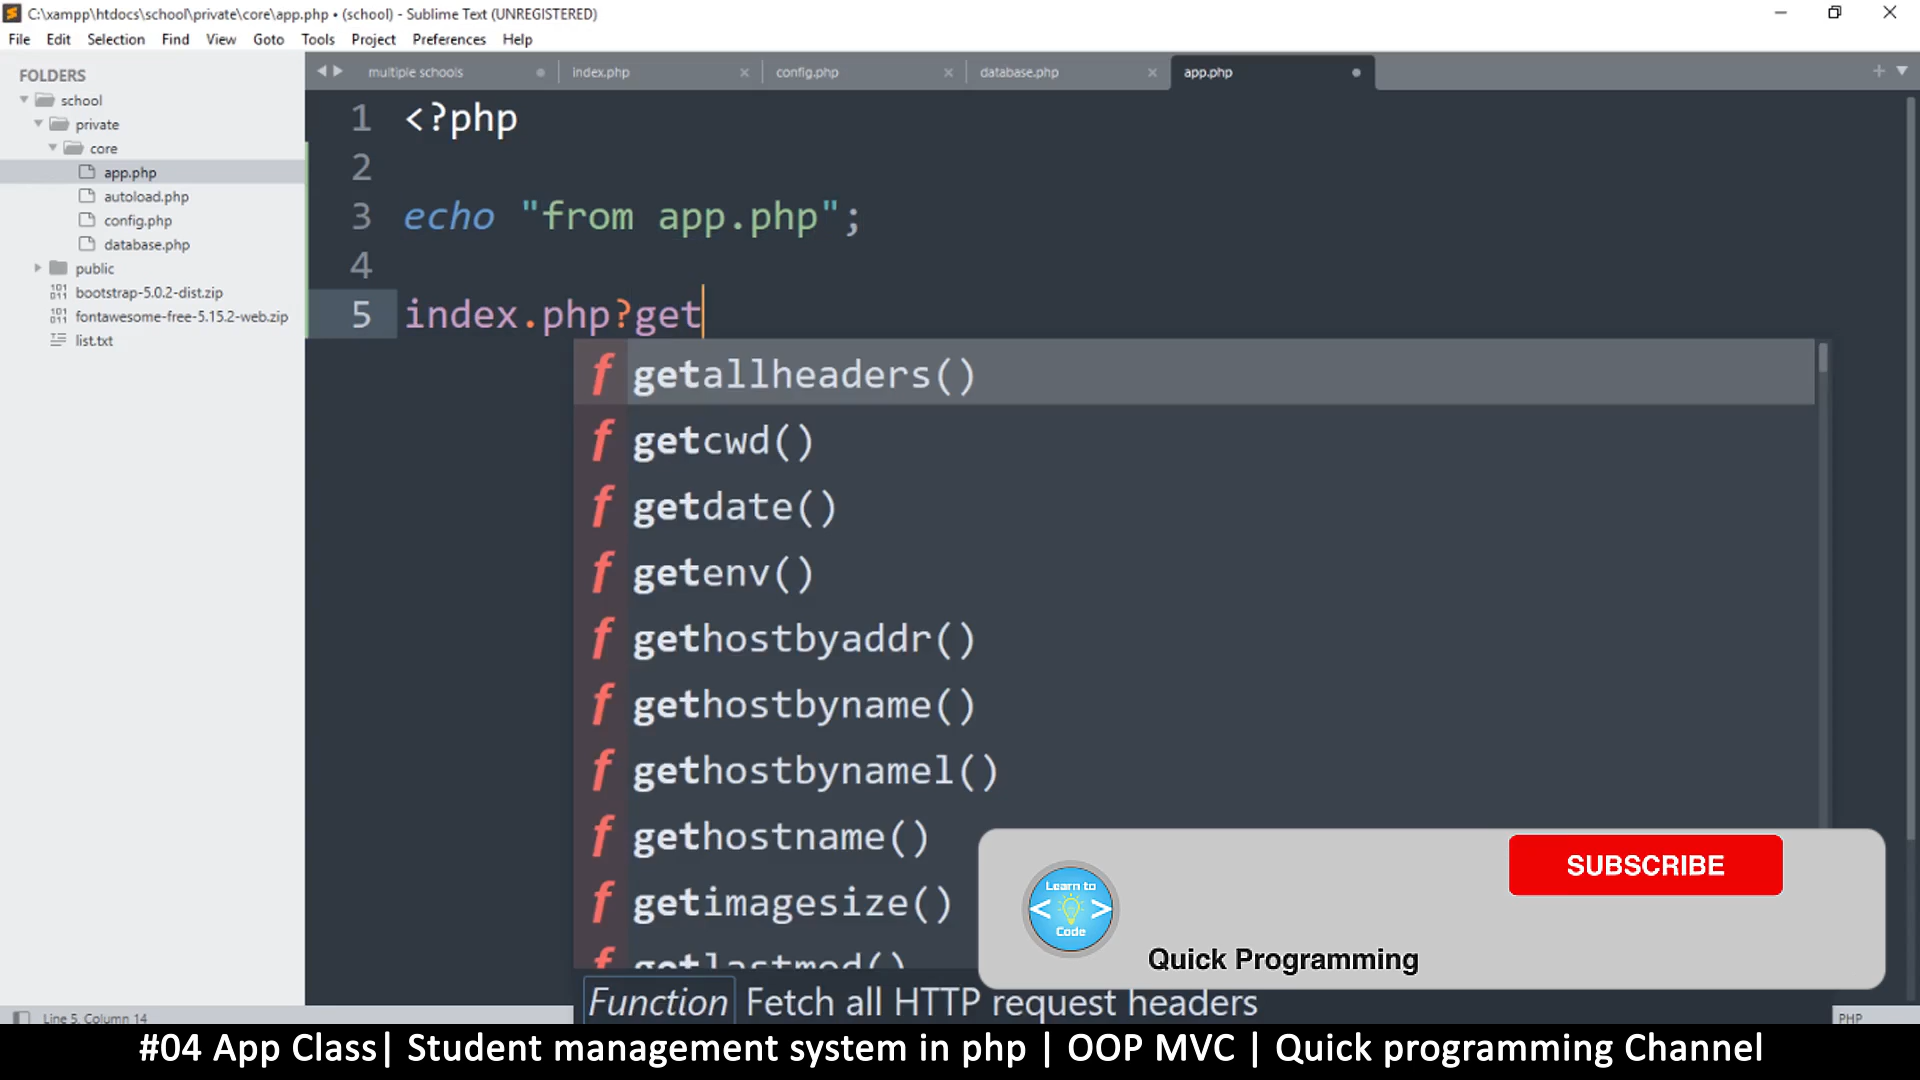 C:\xampp\htdocs\school\private\core\app.php • (school) - Sublime Text (UNREGISTERED)
File Edit Selection Find View Goto Tools Project Preferences Help
FOLDERS
school
private
core
app.php
autoload.php
config.php
database.php
public
bootstrap-5.0.2-dist.zip
fontawesome-free-5.15.2-web.zip
list.txt
multiple schools index.php config.php database.php app.php
1 <?php
2
3 echo "from app.php";
4
5 index.php?get
f getallheaders()
f getcwd()
f getdate()
f getenv()
f gethostbyaddr()
f gethostbyname()
f gethostbynamel()
f gethostname()
f getimagesize()
f getlastmod()
Function Fetch all HTTP request headers
SUBSCRIBE
Learn to
< >
Code
Quick Programming
Line 5, Column 14
PHP
#04 App Class| Student management system in php | OOP MVC | Quick programming Channel